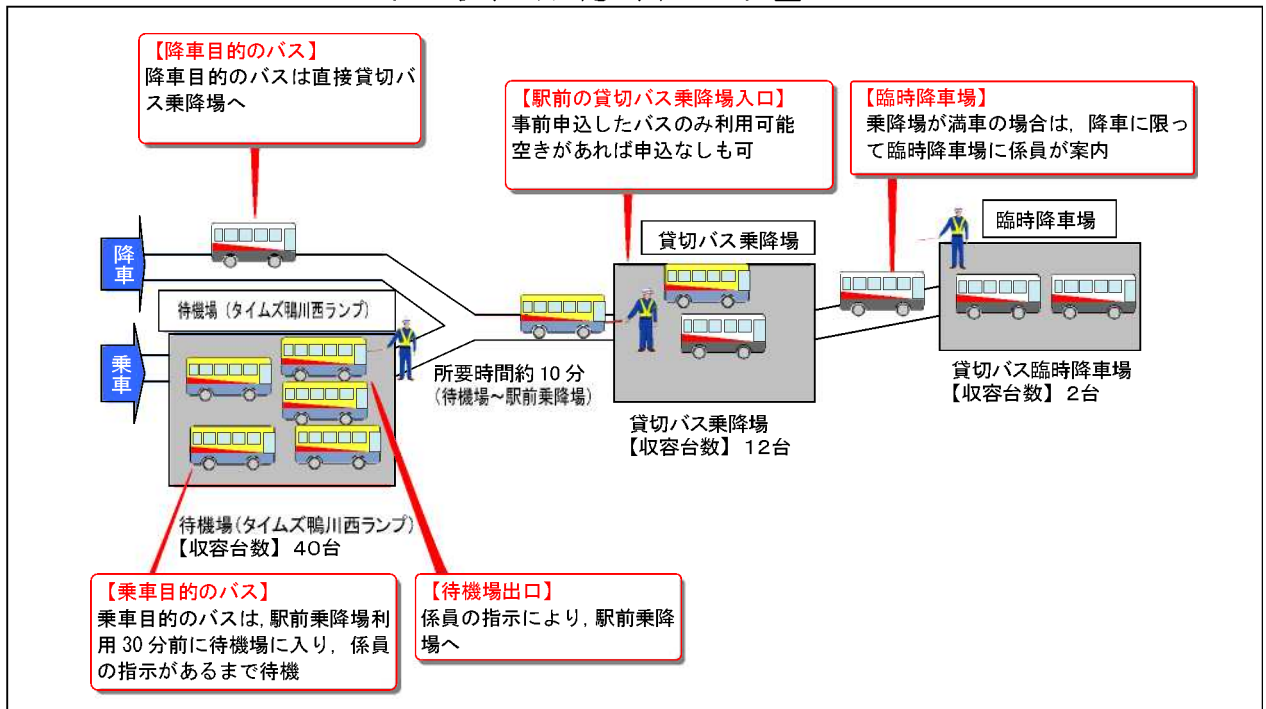 【降車目的のバス】
降車目的のバスは直接貸切バ
ス乗降場へ
【駅前の貸切バス乗降場入口】
事前申込したバスのみ利用可能
空きがあれば申込なしも可
【臨時降車場】
乗降場が満車の場合は，降車に限っ
て臨時降車場に係員が案内
降車
貸切バス乗降場
臨時降車場
待機場（タイムズ鴨川西ランプ）
乗車
所要時間約10分
（待機場～駅前乗降場）
貸切バス臨時降車場
【収容台数】2台
貸切バス乗降場
【収容台数】12台
待機場（タイムズ鴨川西ランプ）
【収容台数】40台
【乗車目的のバス】
乗車目的のバスは，駅前乗降場利
用30分前に待機場に入り，係員
の指示があるまで待機
【待機場出口】
係員の指示により，駅前乗降
場へ